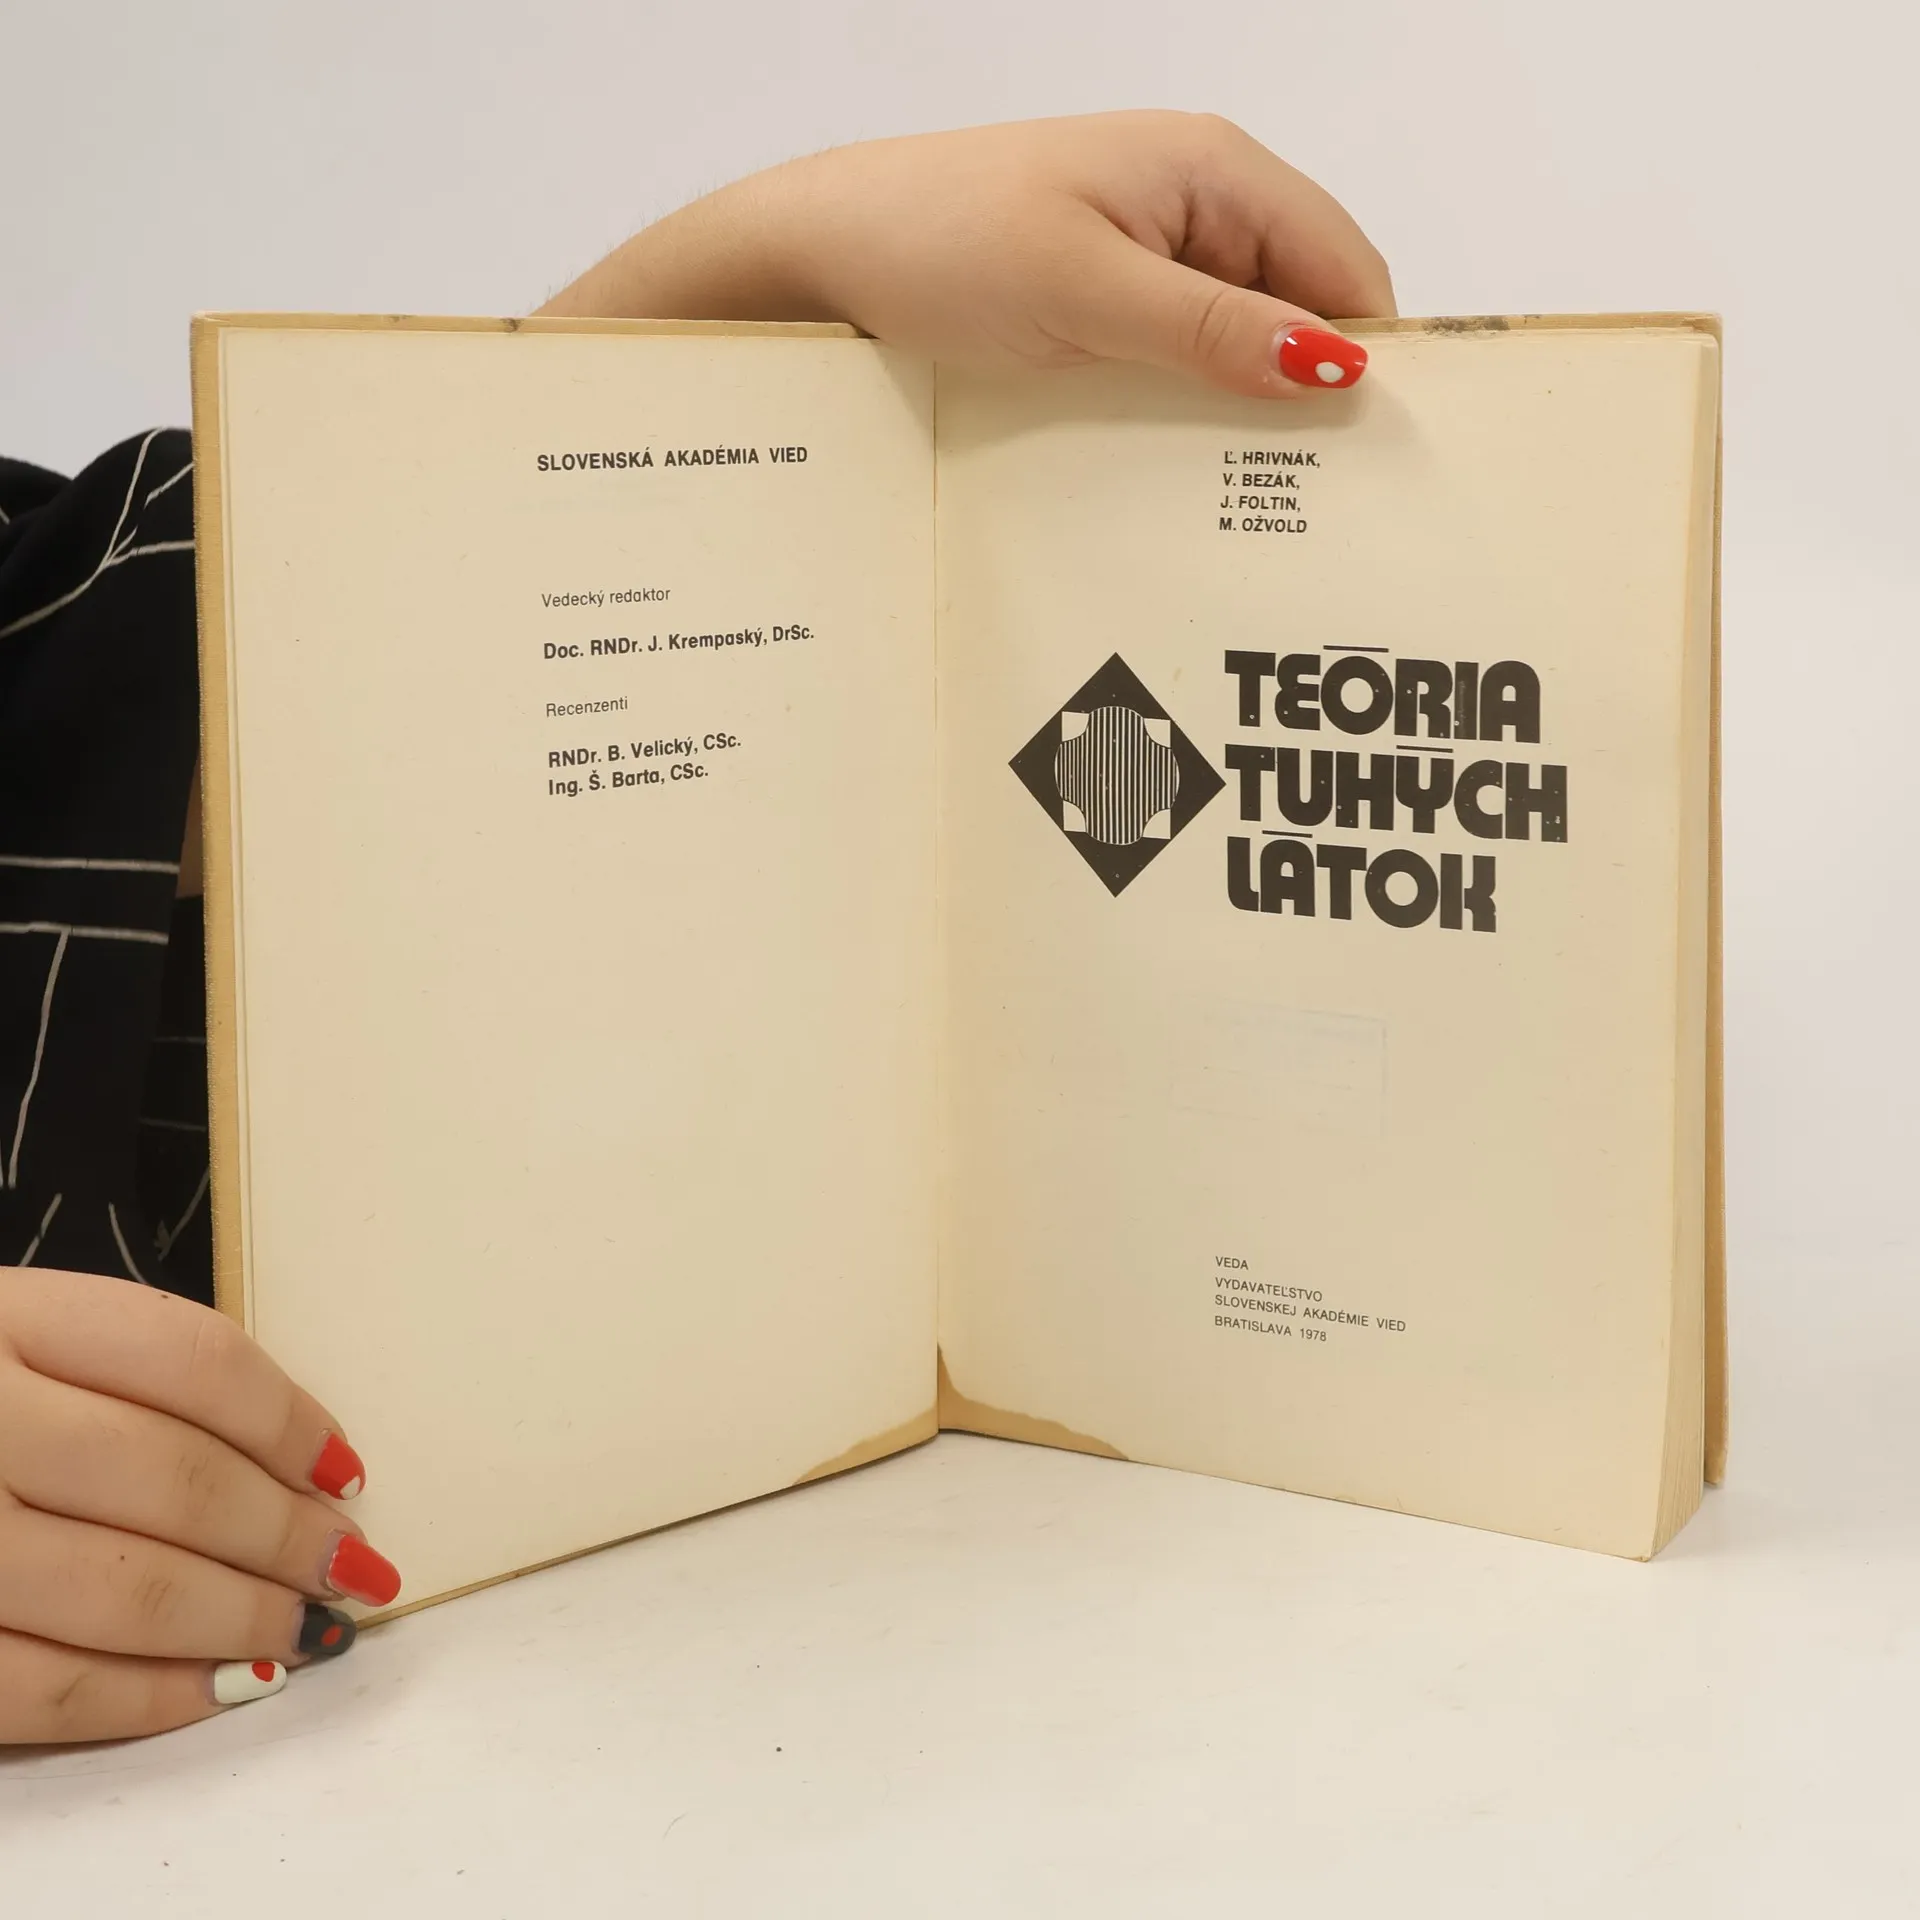 SLOVENSKÁ AKADÉMIA VIED
Vedecký redaktor
Doc. RNDr. J. Krempaský, DrSc.
Recenzenti
RNDr. B. Velický, CSc.
Ing. Š. Barta, CSc.
Ľ. HRIVNÁK,
V. BEZÁK,
J. FOLTIN,
M. OŽVOLD
TEÓRIA
TUHÝCH
LÁTOK
VEDA
VYDAVATEĽSTVO
SLOVENSKEJ AKADÉMIE VIED
BRATISLAVA 1978